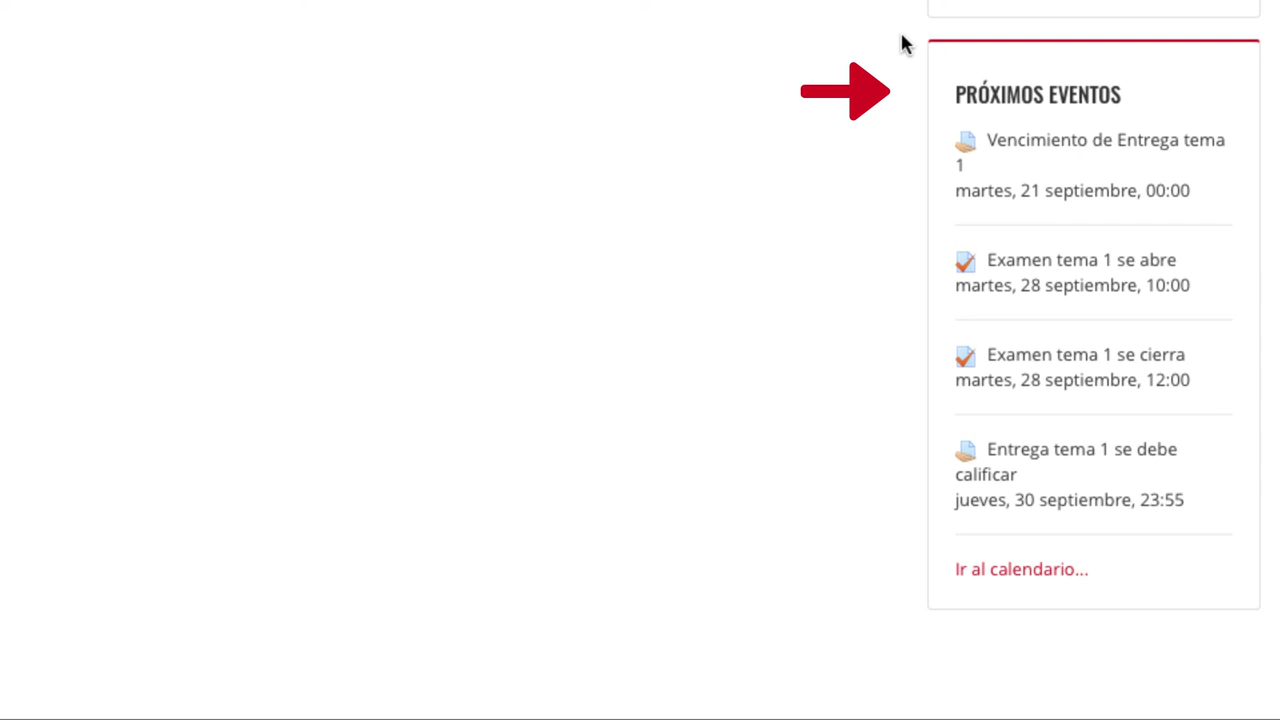 PRÓXIMOS EVENTOS
Vencimiento de Entrega tema
1
martes, 21 septiembre, 00:00
Examen tema 1 se abre
martes, 28 septiembre, 10:00
Examen tema 1 se cierra
martes, 28 septiembre, 12:00
Entrega tema 1 se debe
calificar
jueves, 30 septiembre, 23:55
Ir al calendario...